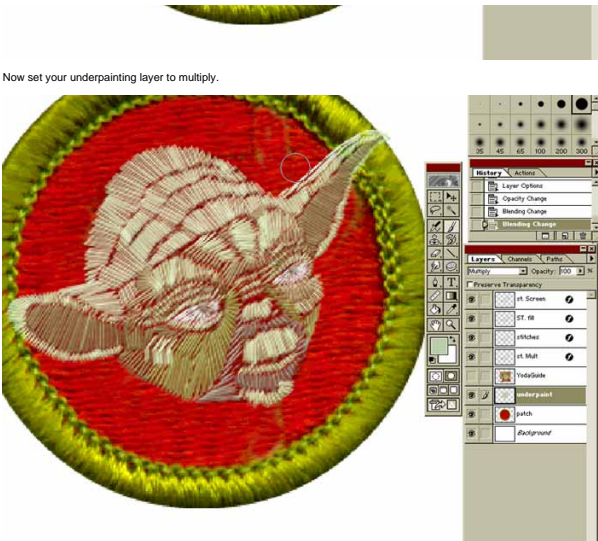 Now set your underpainting layer to multiply.
35 45 65 100 200 300
History Actions
Layer Options
Opacity Change
Blending Change
Blending Change
Layers Channels Paths
Multiply Opacity: 100 %
Preserve Transparency
st. Screen
ST. fill
stitches
st. Mult
YodaGuide
underpaint
patch
Background
T